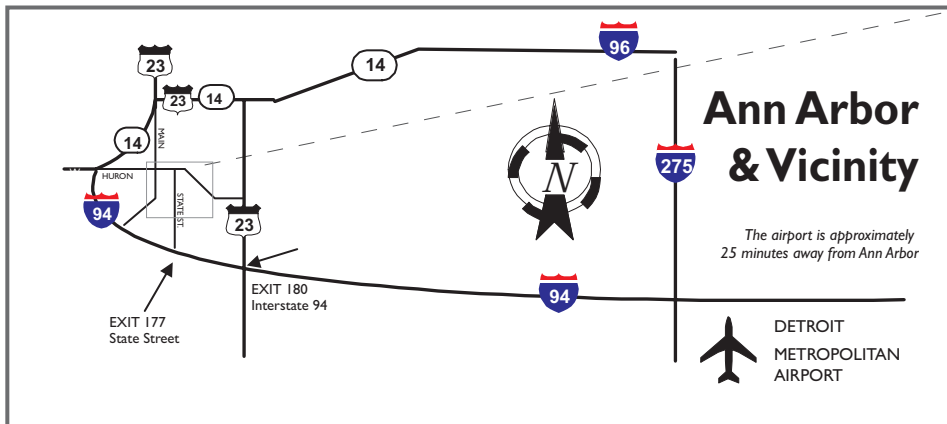 23
96
14
23
14
Ann Arbor
& Vicinity
MAIN
14
N
275
HURON
STATE ST.
94
23
The airport is approximately
25 minutes away from Ann Arbor
EXIT 180
Interstate 94
94
EXIT 177
State Street
DETROIT
METROPOLITAN
AIRPORT